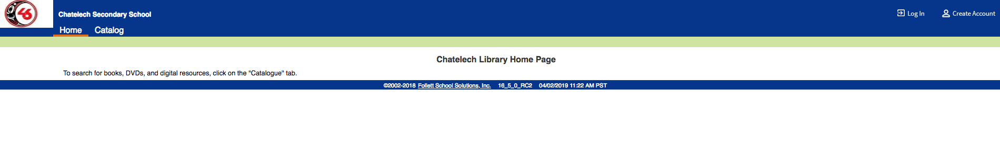 46
Chatelech Secondary School
Log In
Create Account
Home
Catalog
Chatelech Library Home Page
To search for books, DVDs, and digital resources, click on the "Catalogue" tab.
©2002-2018 Follett School Solutions, Inc. 16_5_0_RC2 04/02/2019 11:22 AM PST